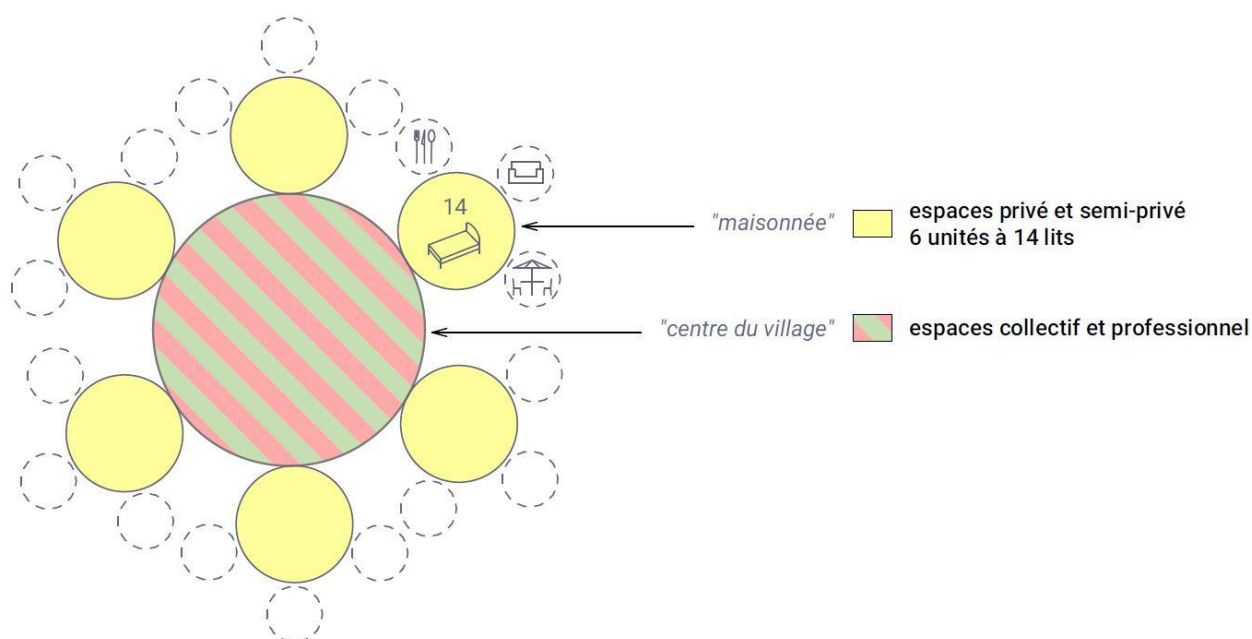 14
"maisonnée"
espaces privé et semi-privé
6 unités à 14 lits
"centre du village"
espaces collectif et professionnel